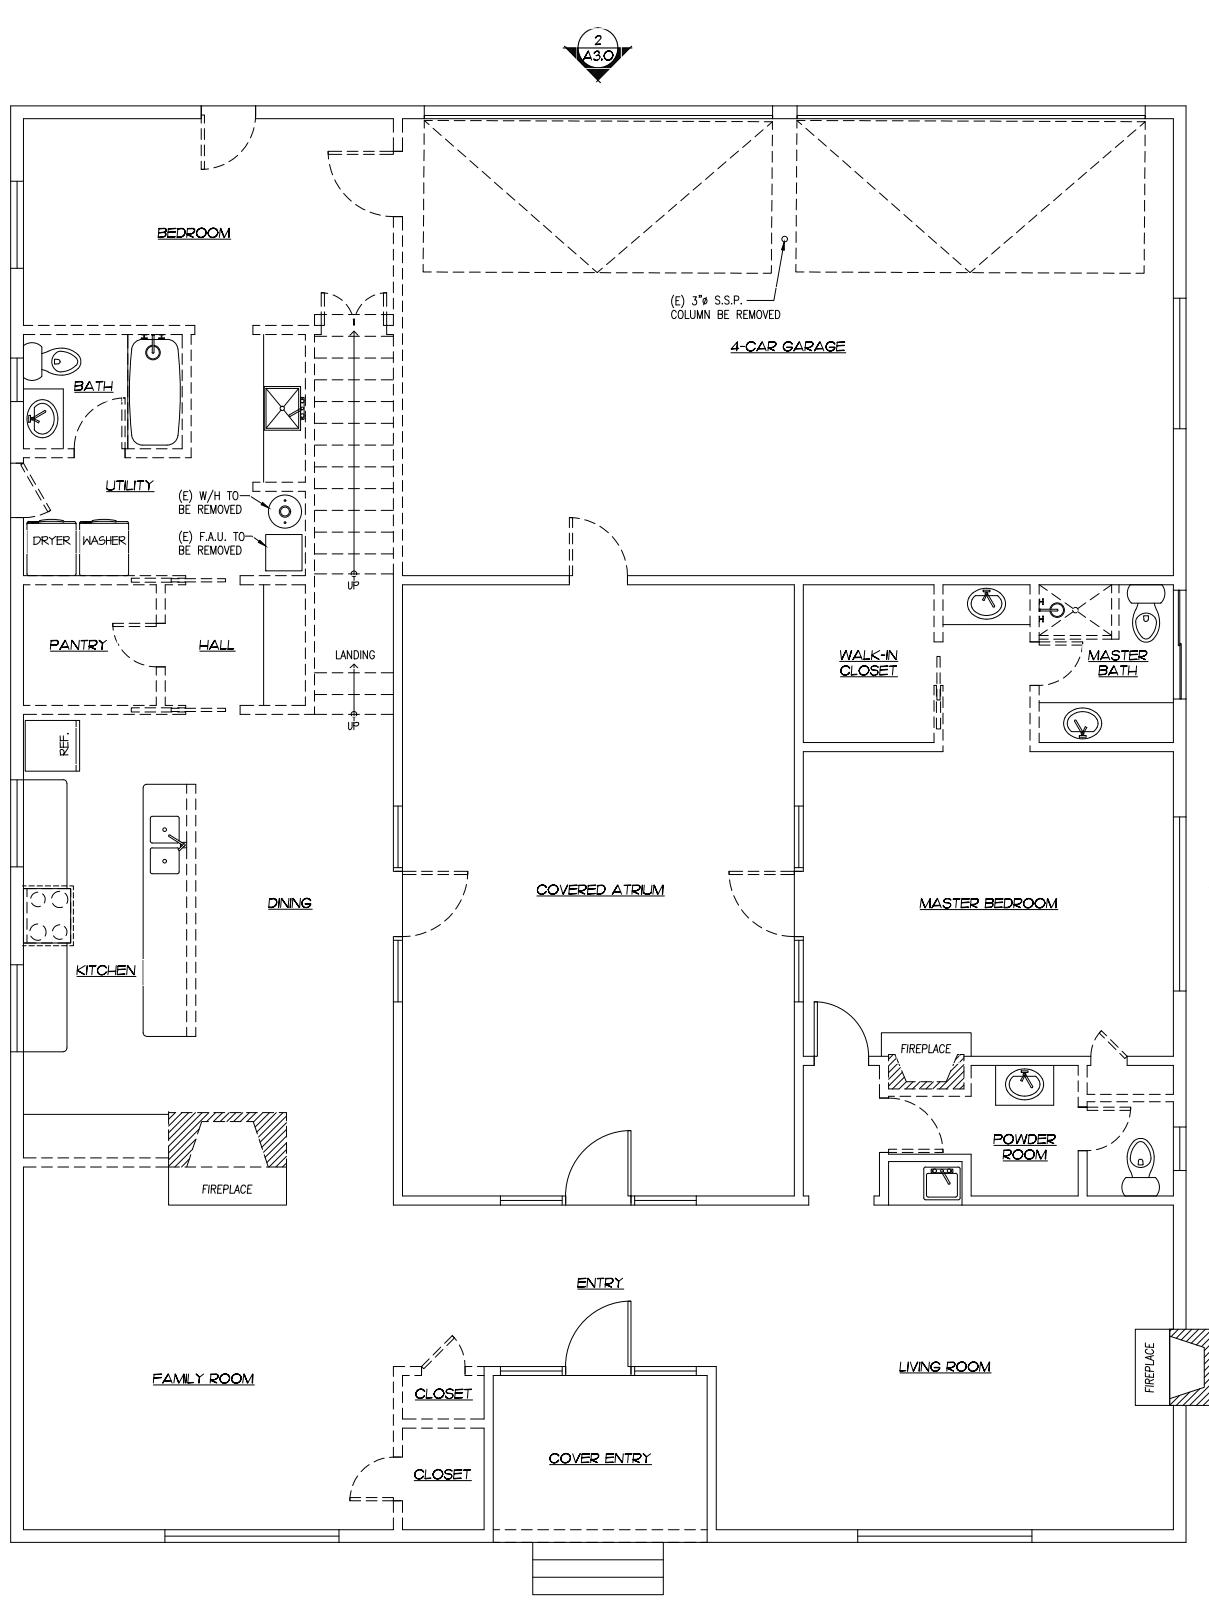 2
A3.0
BEDROOM
(E) 3"ø S.S.P.
COLUMN BE REMOVED
4-CAR GARAGE
BATH
UTILITY
(E) W/H TO
BE REMOVED
(E) F.A.U. TO
BE REMOVED
DRYER
WASHER
UP
PANTRY
HALL
LANDING
WALK-IN
CLOSET
MASTER
BATH
UP
REF.
COVERED ATRIUM
DINING
MASTER BEDROOM
KITCHEN
FIREPLACE
POWDER
ROOM
FIREPLACE
ENTRY
LIVING ROOM
FIREPLACE
FAMILY ROOM
CLOSET
COVER ENTRY
CLOSET